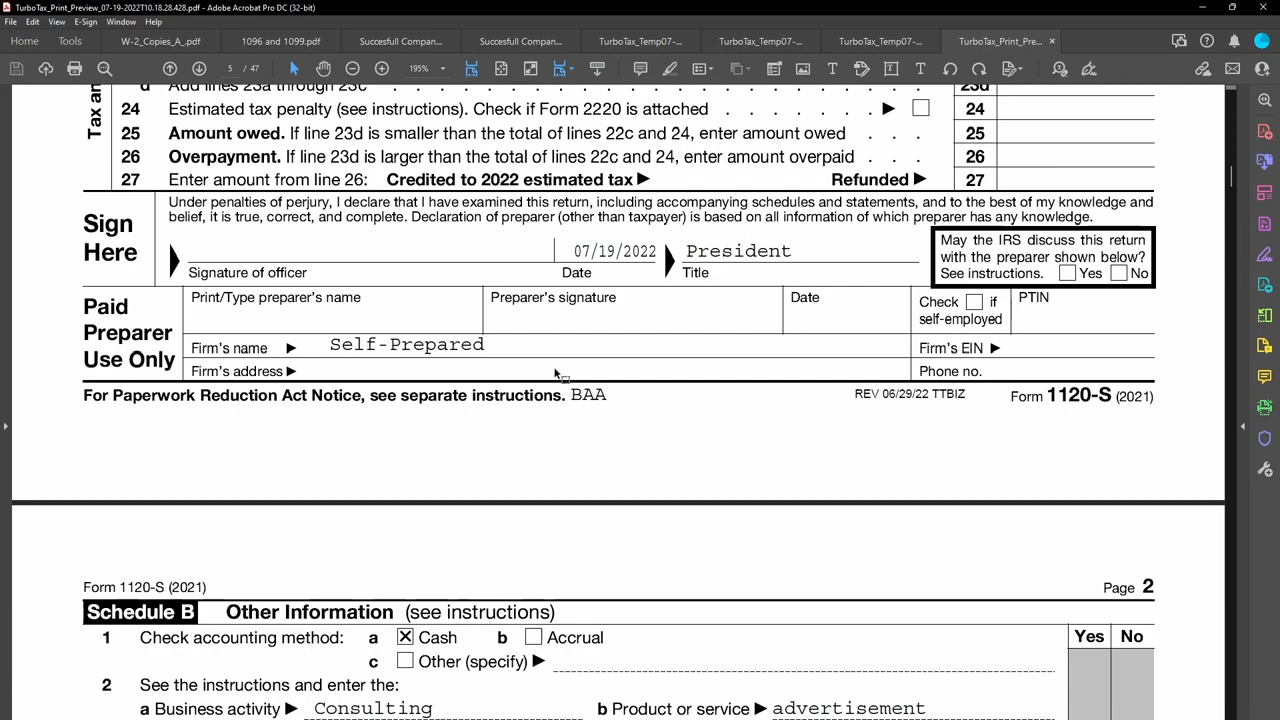 TurboTax_Print_Preview_07-19-2022T10.18.28.428.pdf - Adobe Acrobat Pro DC (32-bit)
File Edit View E-Sign Window Help
Home Tools W-2_Copies_A_.pdf 1096 and 1099.pdf Succesfull Compan... Succesfull Compan... TurboTax_Temp07-... TurboTax_Temp07-... TurboTax_Temp07-... TurboTax_Print_Pre... ×
5 / 47 195%
Tax an
d Add lines 23a through 23c 23d
24 Estimated tax penalty (see instructions). Check if Form 2220 is attached . . . . . . . ▶ 24
25 Amount owed. If line 23d is smaller than the total of lines 22c and 24, enter amount owed . . . 25
26 Overpayment. If line 23d is larger than the total of lines 22c and 24, enter amount overpaid . . . 26
27 Enter amount from line 26: Credited to 2022 estimated tax ▶ Refunded ▶ 27
Sign
Here
Under penalties of perjury, I declare that I have examined this return, including accompanying schedules and statements, and to the best of my knowledge and
belief, it is true, correct, and complete. Declaration of preparer (other than taxpayer) is based on all information of which preparer has any knowledge.
07/19/2022 President
Signature of officer Date Title
May the IRS discuss this return
with the preparer shown below?
See instructions. Yes No
Paid
Preparer
Use Only
Print/Type preparer's name Preparer's signature Date Check if PTIN
self-employed
Firm's name ▶ Self-Prepared Firm's EIN ▶
Firm's address ▶ Phone no.
For Paperwork Reduction Act Notice, see separate instructions. BAA REV 06/29/22 TTBIZ Form 1120-S (2021)
Form 1120-S (2021) Page 2
Schedule B Other Information (see instructions)
1 Check accounting method: a X Cash b Accrual Yes No
c Other (specify) ▶
2 See the instructions and enter the:
a Business activity ▶ Consulting b Product or service ▶ advertisement